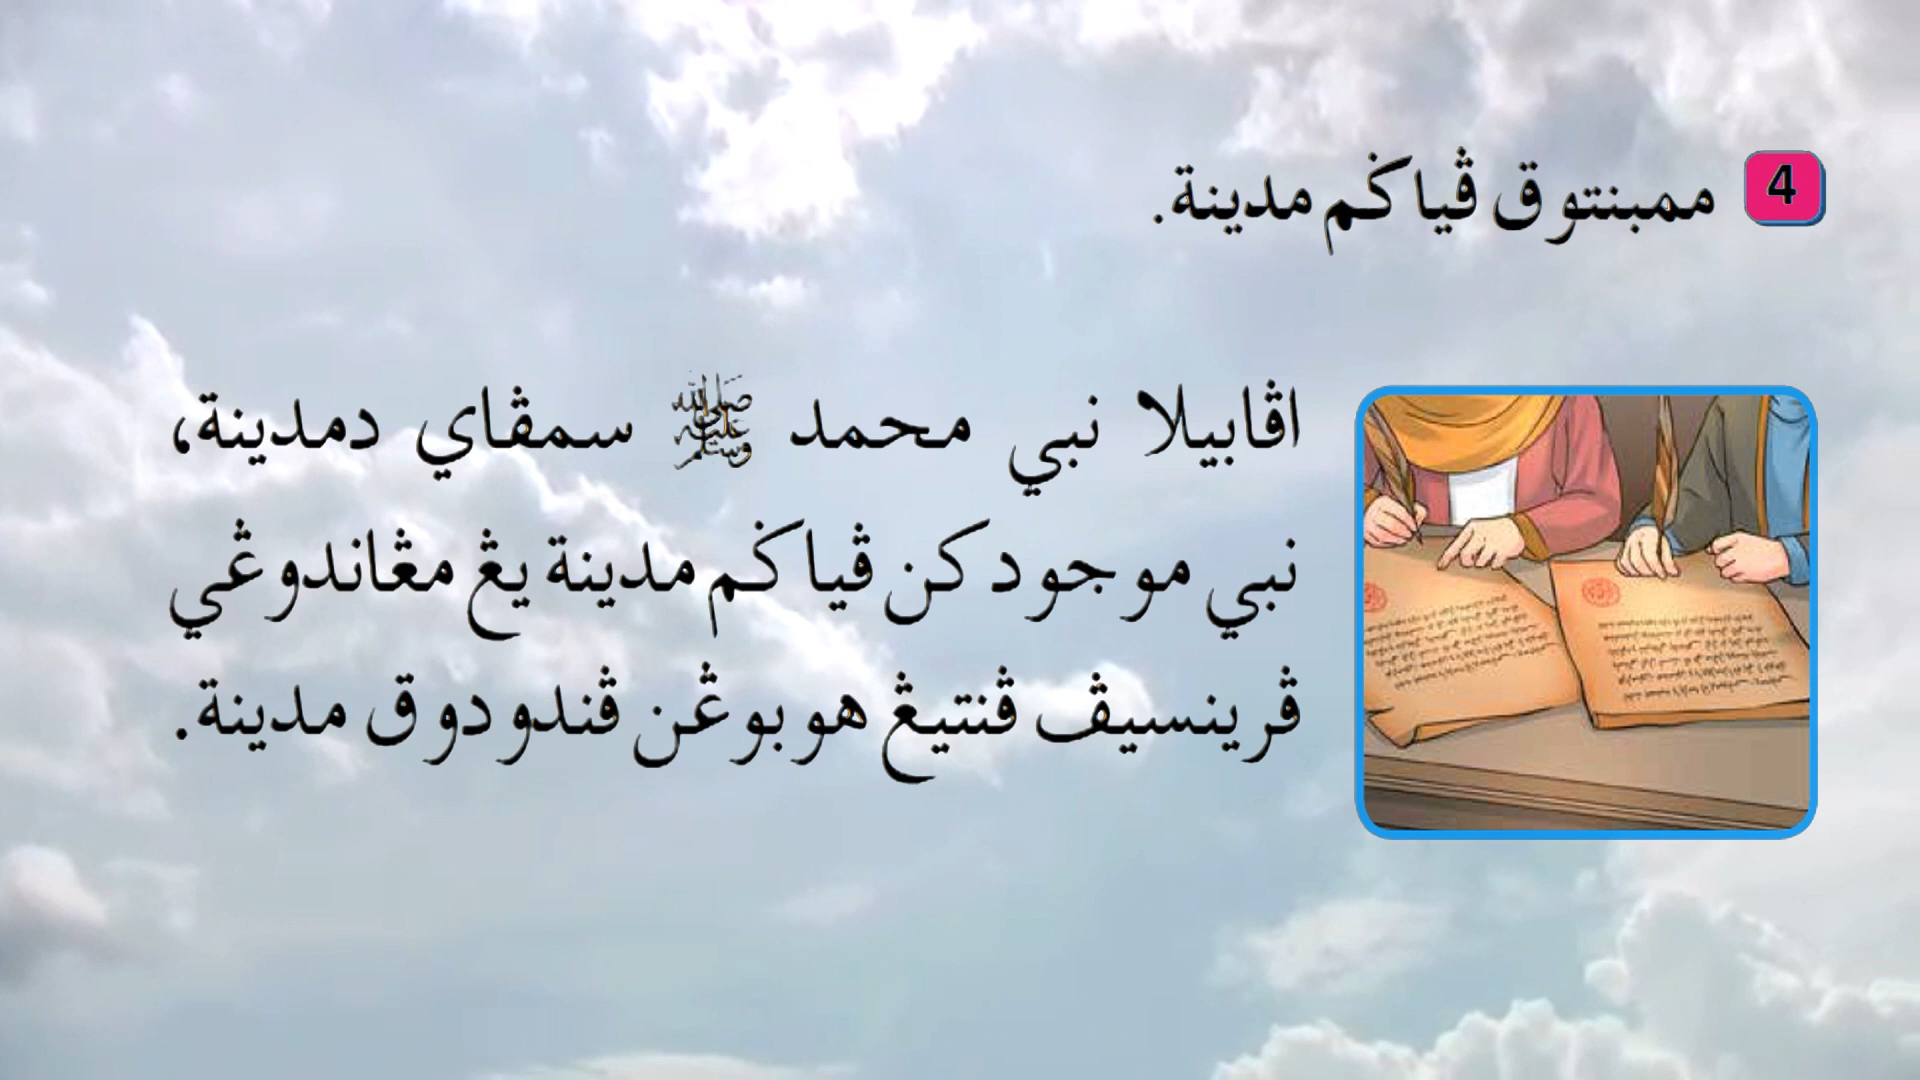 4 ممبنتوق ڤياݢم مدينة.
اڤابيلا نبي محمد ﷺ سمڤاي دمدينة،
نبي موجودكن ڤياݢم مدينة يڠ مڠاندوڠي
ڤرينسيڤ ڤنتيڠ هوبوڠن ڤندودوق مدينة.